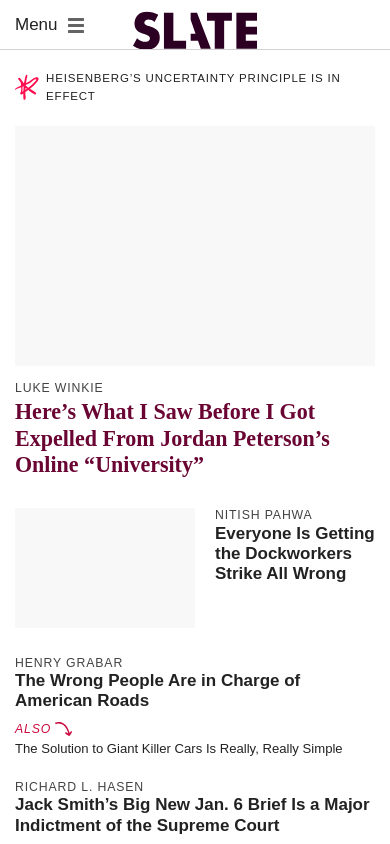 Menu
SLATE
HEISENBERG’S UNCERTAINTY PRINCIPLE IS IN
EFFECT
LUKE WINKIE
Here’s What I Saw Before I Got
Expelled From Jordan Peterson’s
Online “University”
NITISH PAHWA
Everyone Is Getting
the Dockworkers
Strike All Wrong
HENRY GRABAR
The Wrong People Are in Charge of
American Roads
ALSO
The Solution to Giant Killer Cars Is Really, Really Simple
RICHARD L. HASEN
Jack Smith’s Big New Jan. 6 Brief Is a Major
Indictment of the Supreme Court